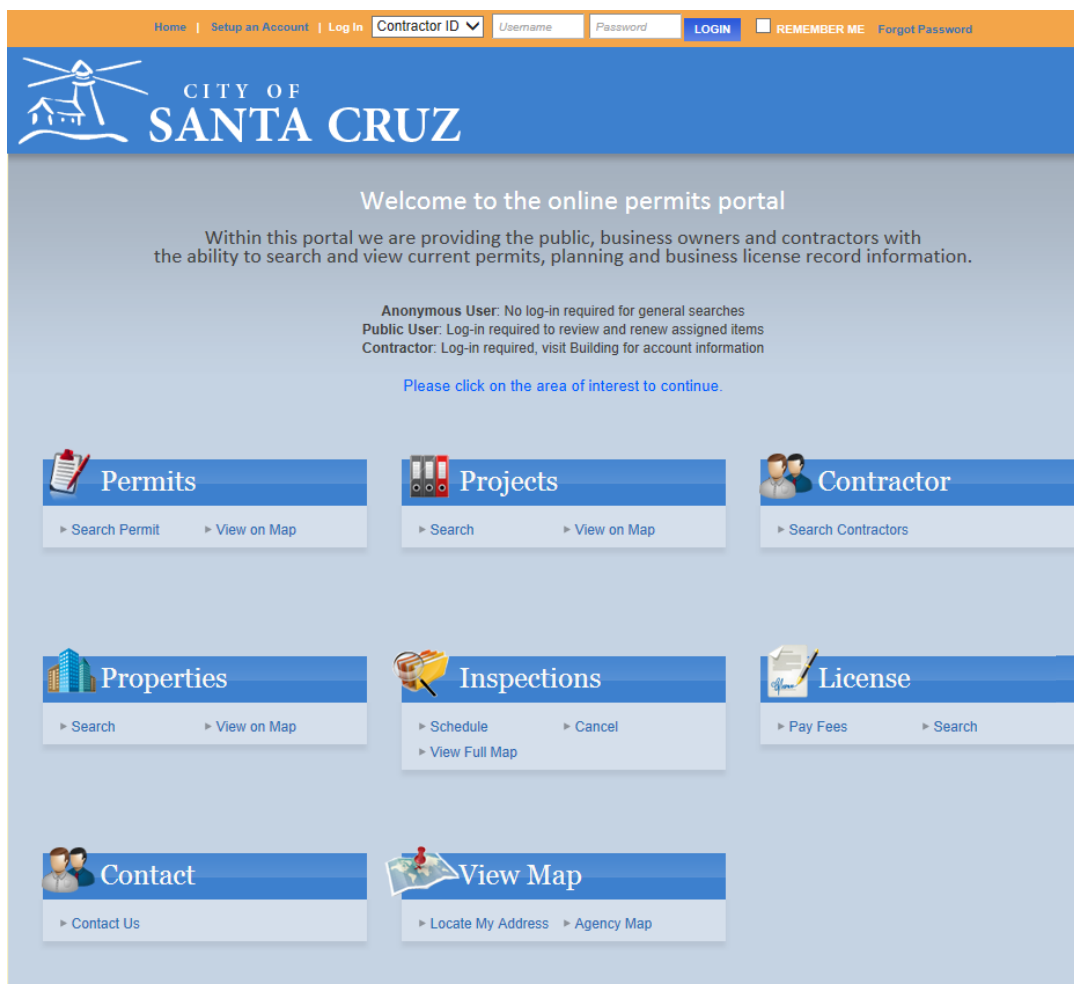 Home | Setup an Account | Log In Contractor ID Username Password LOGIN REMEMBER ME Forgot Password
CITY OF
SANTA CRUZ
Welcome to the online permits portal
Within this portal we are providing the public, business owners and contractors with
the ability to search and view current permits, planning and business license record information.
Anonymous User: No log-in required for general searches
Public User: Log-in required to review and renew assigned items
Contractor: Log-in required, visit Building for account information
Please click on the area of interest to continue.
Permits
Search Permit View on Map
Projects
Search View on Map
Contractor
Search Contractors
Properties
Search View on Map
Inspections
Schedule Cancel
View Full Map
License
Pay Fees Search
Contact
Contact Us
View Map
Locate My Address Agency Map